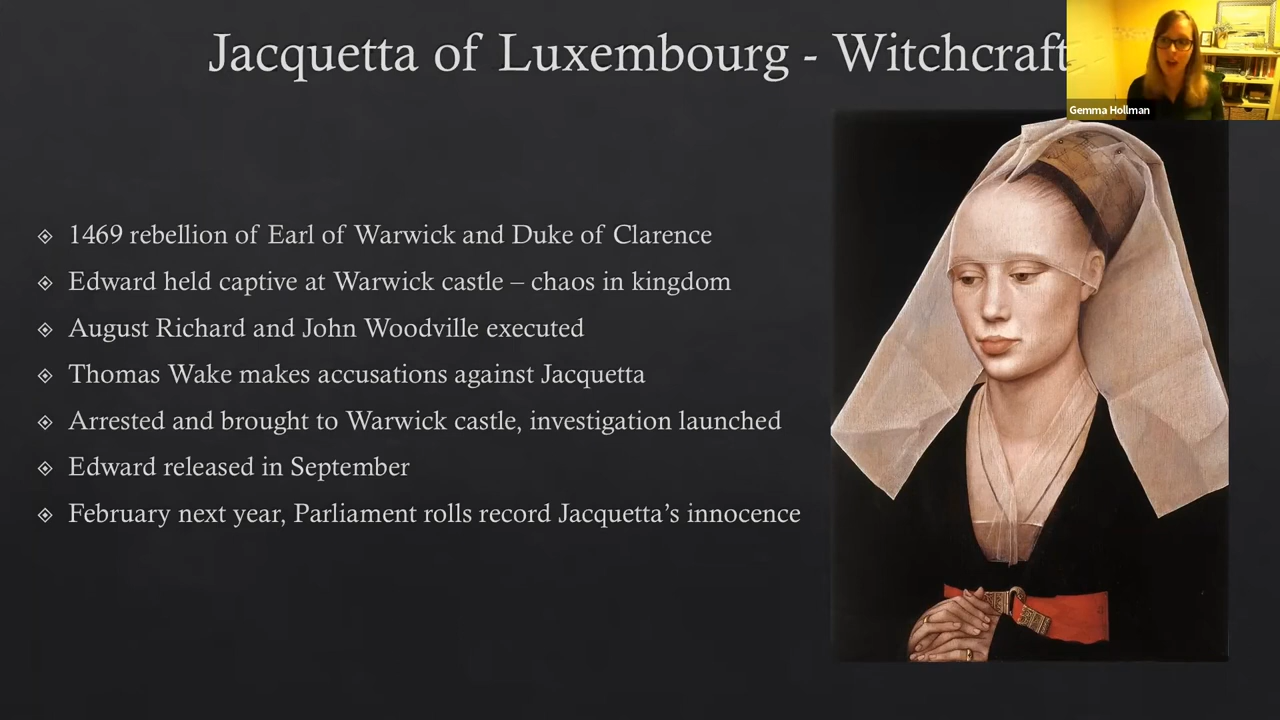 Jacquetta of Luxembourg - Witchcraft
Gemma Hollman
1469 rebellion of Earl of Warwick and Duke of Clarence
Edward held captive at Warwick castle – chaos in kingdom
August Richard and John Woodville executed
Thomas Wake makes accusations against Jacquetta
Arrested and brought to Warwick castle, investigation launched
Edward released in September
February next year, Parliament rolls record Jacquetta's innocence